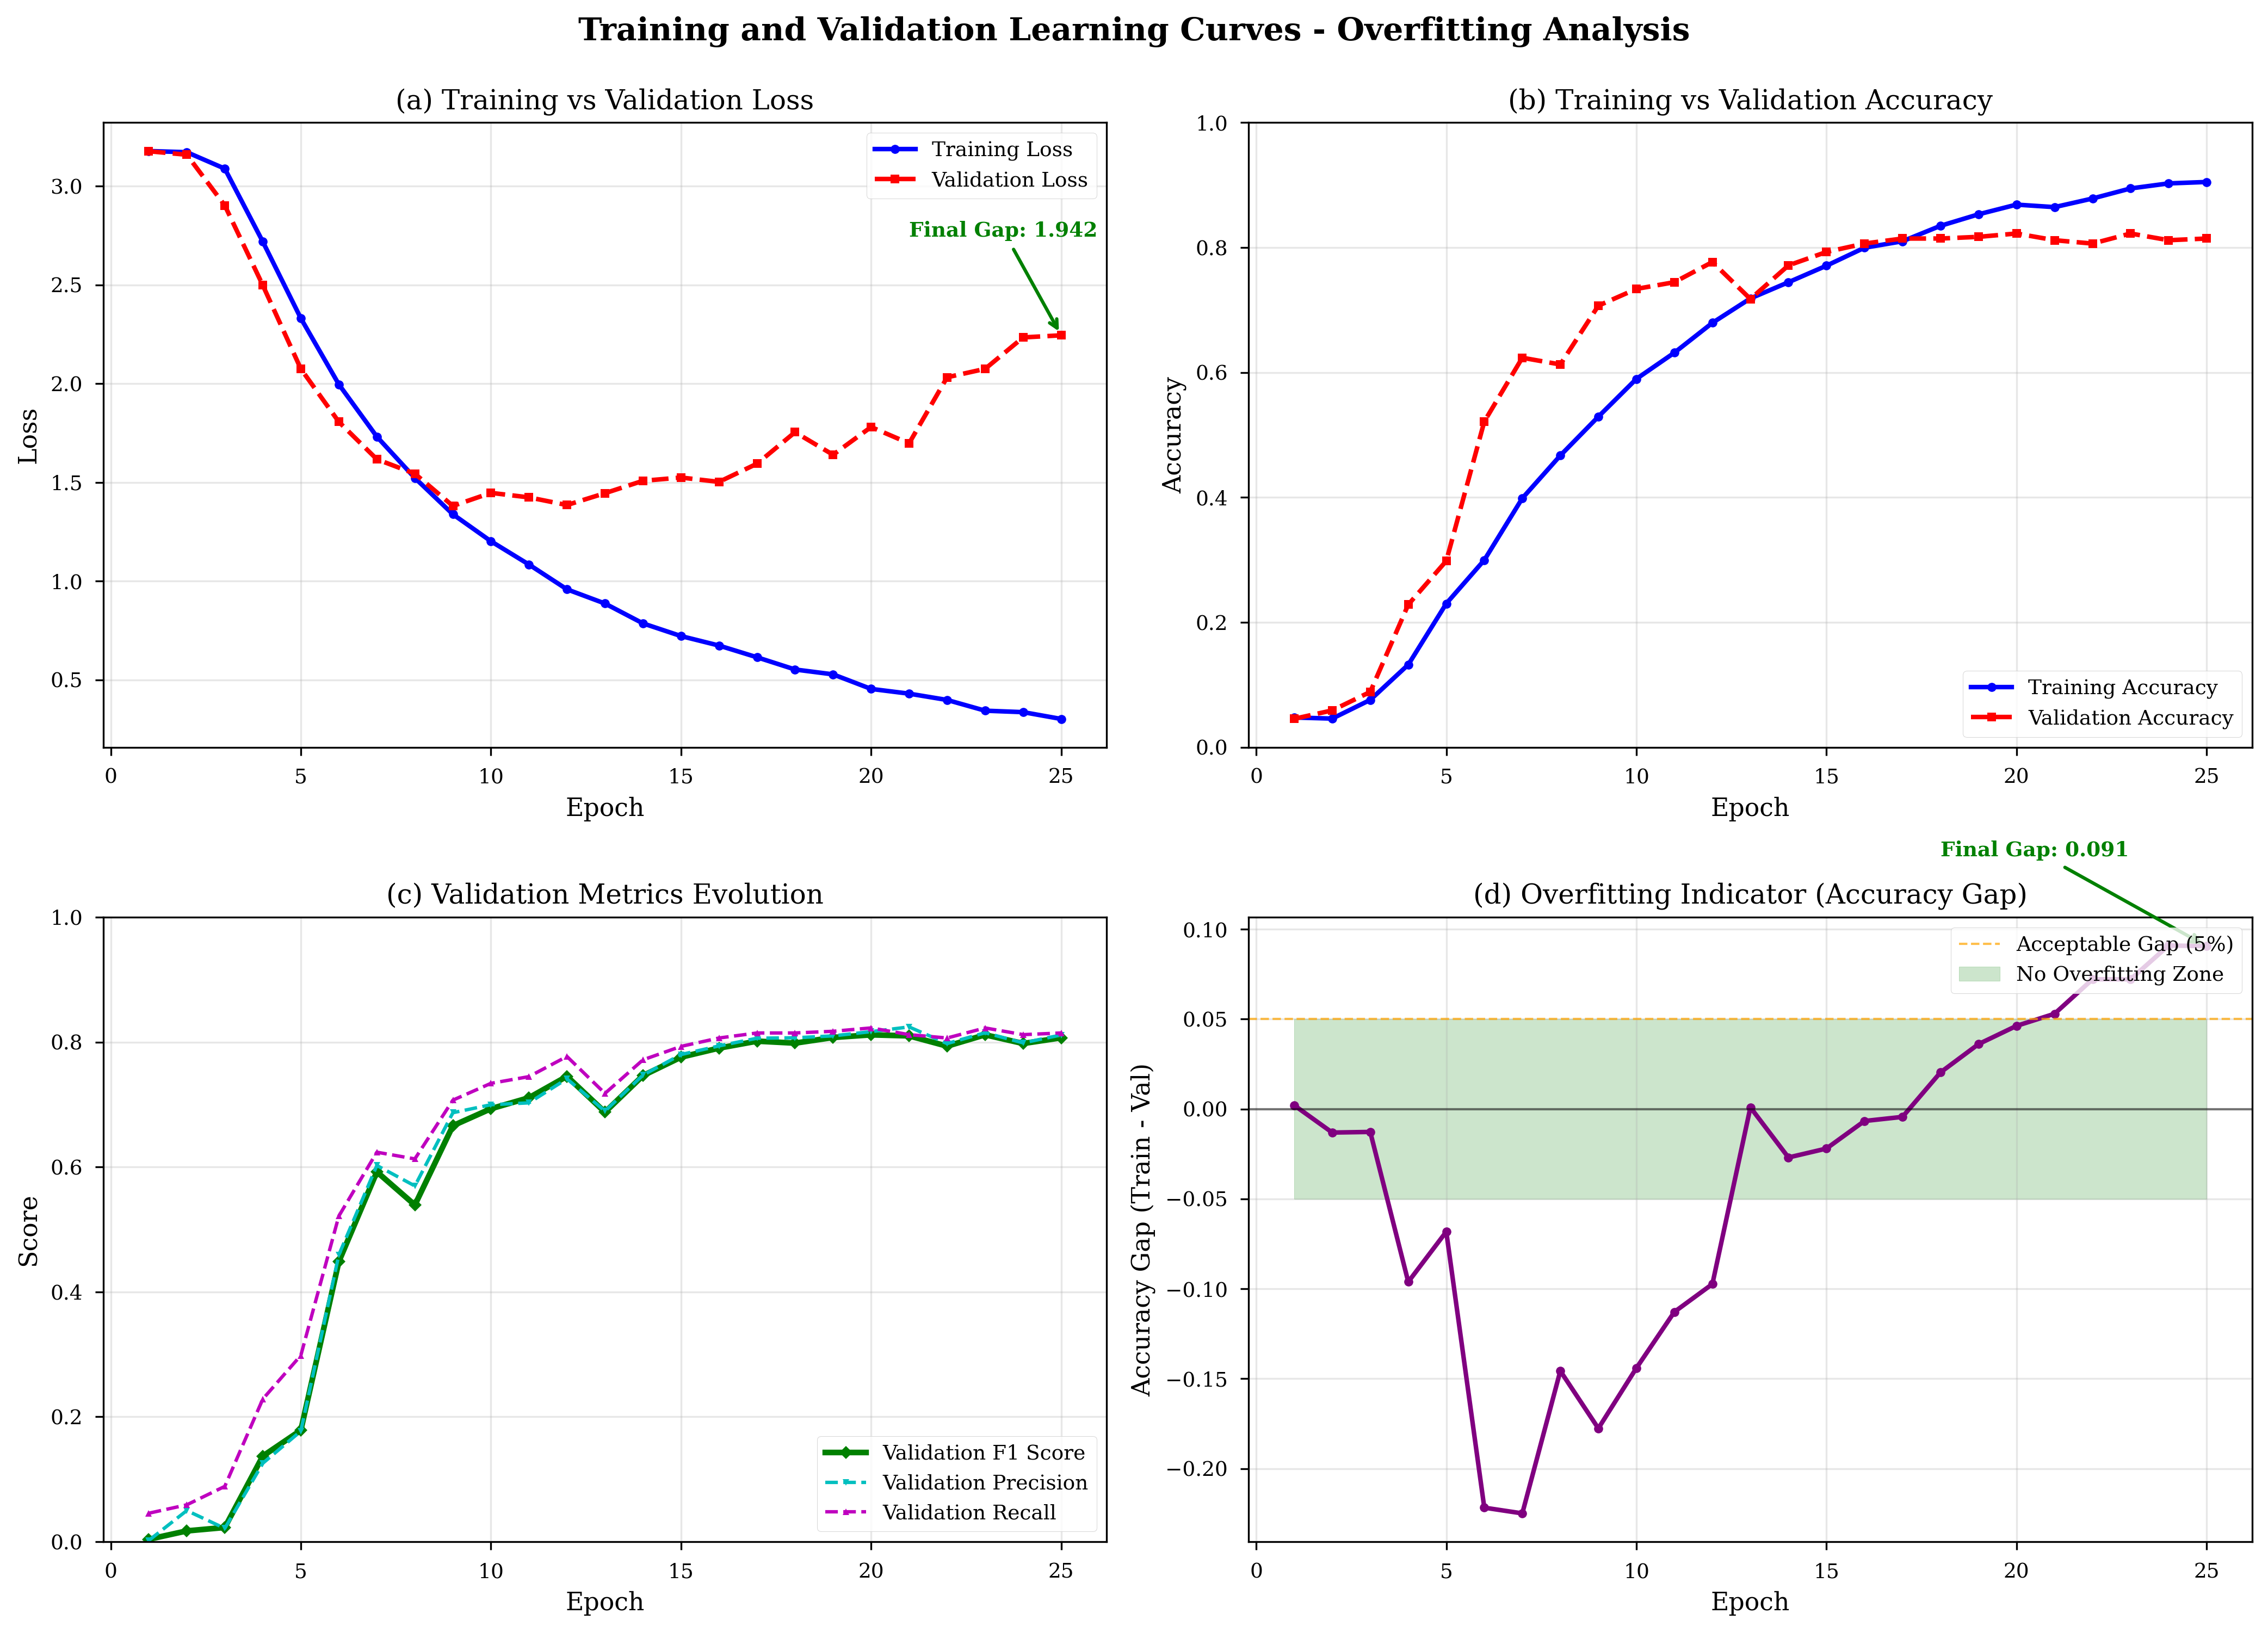 Training and Validation Learning Curves - Overfitting Analysis
(a) Training vs Validation Loss
Training Loss
Validation Loss
Final Gap: 1.942
3.0
2.5
2.0
1.5
1.0
0.5
Loss
0
5
10
15
20
25
Epoch
(b) Training vs Validation Accuracy
1.0
0.8
0.6
0.4
0.2
0.0
Accuracy
Training Accuracy
Validation Accuracy
0
5
10
15
20
25
Epoch
(c) Validation Metrics Evolution
1.0
0.8
0.6
0.4
0.2
0.0
Score
Validation F1 Score
Validation Precision
Validation Recall
0
5
10
15
20
25
Epoch
Final Gap: 0.091
(d) Overfitting Indicator (Accuracy Gap)
Acceptable Gap (5%)
No Overfitting Zone
0.10
0.05
0.00
−0.05
−0.10
−0.15
−0.20
Accuracy Gap (Train - Val)
0
5
10
15
20
25
Epoch